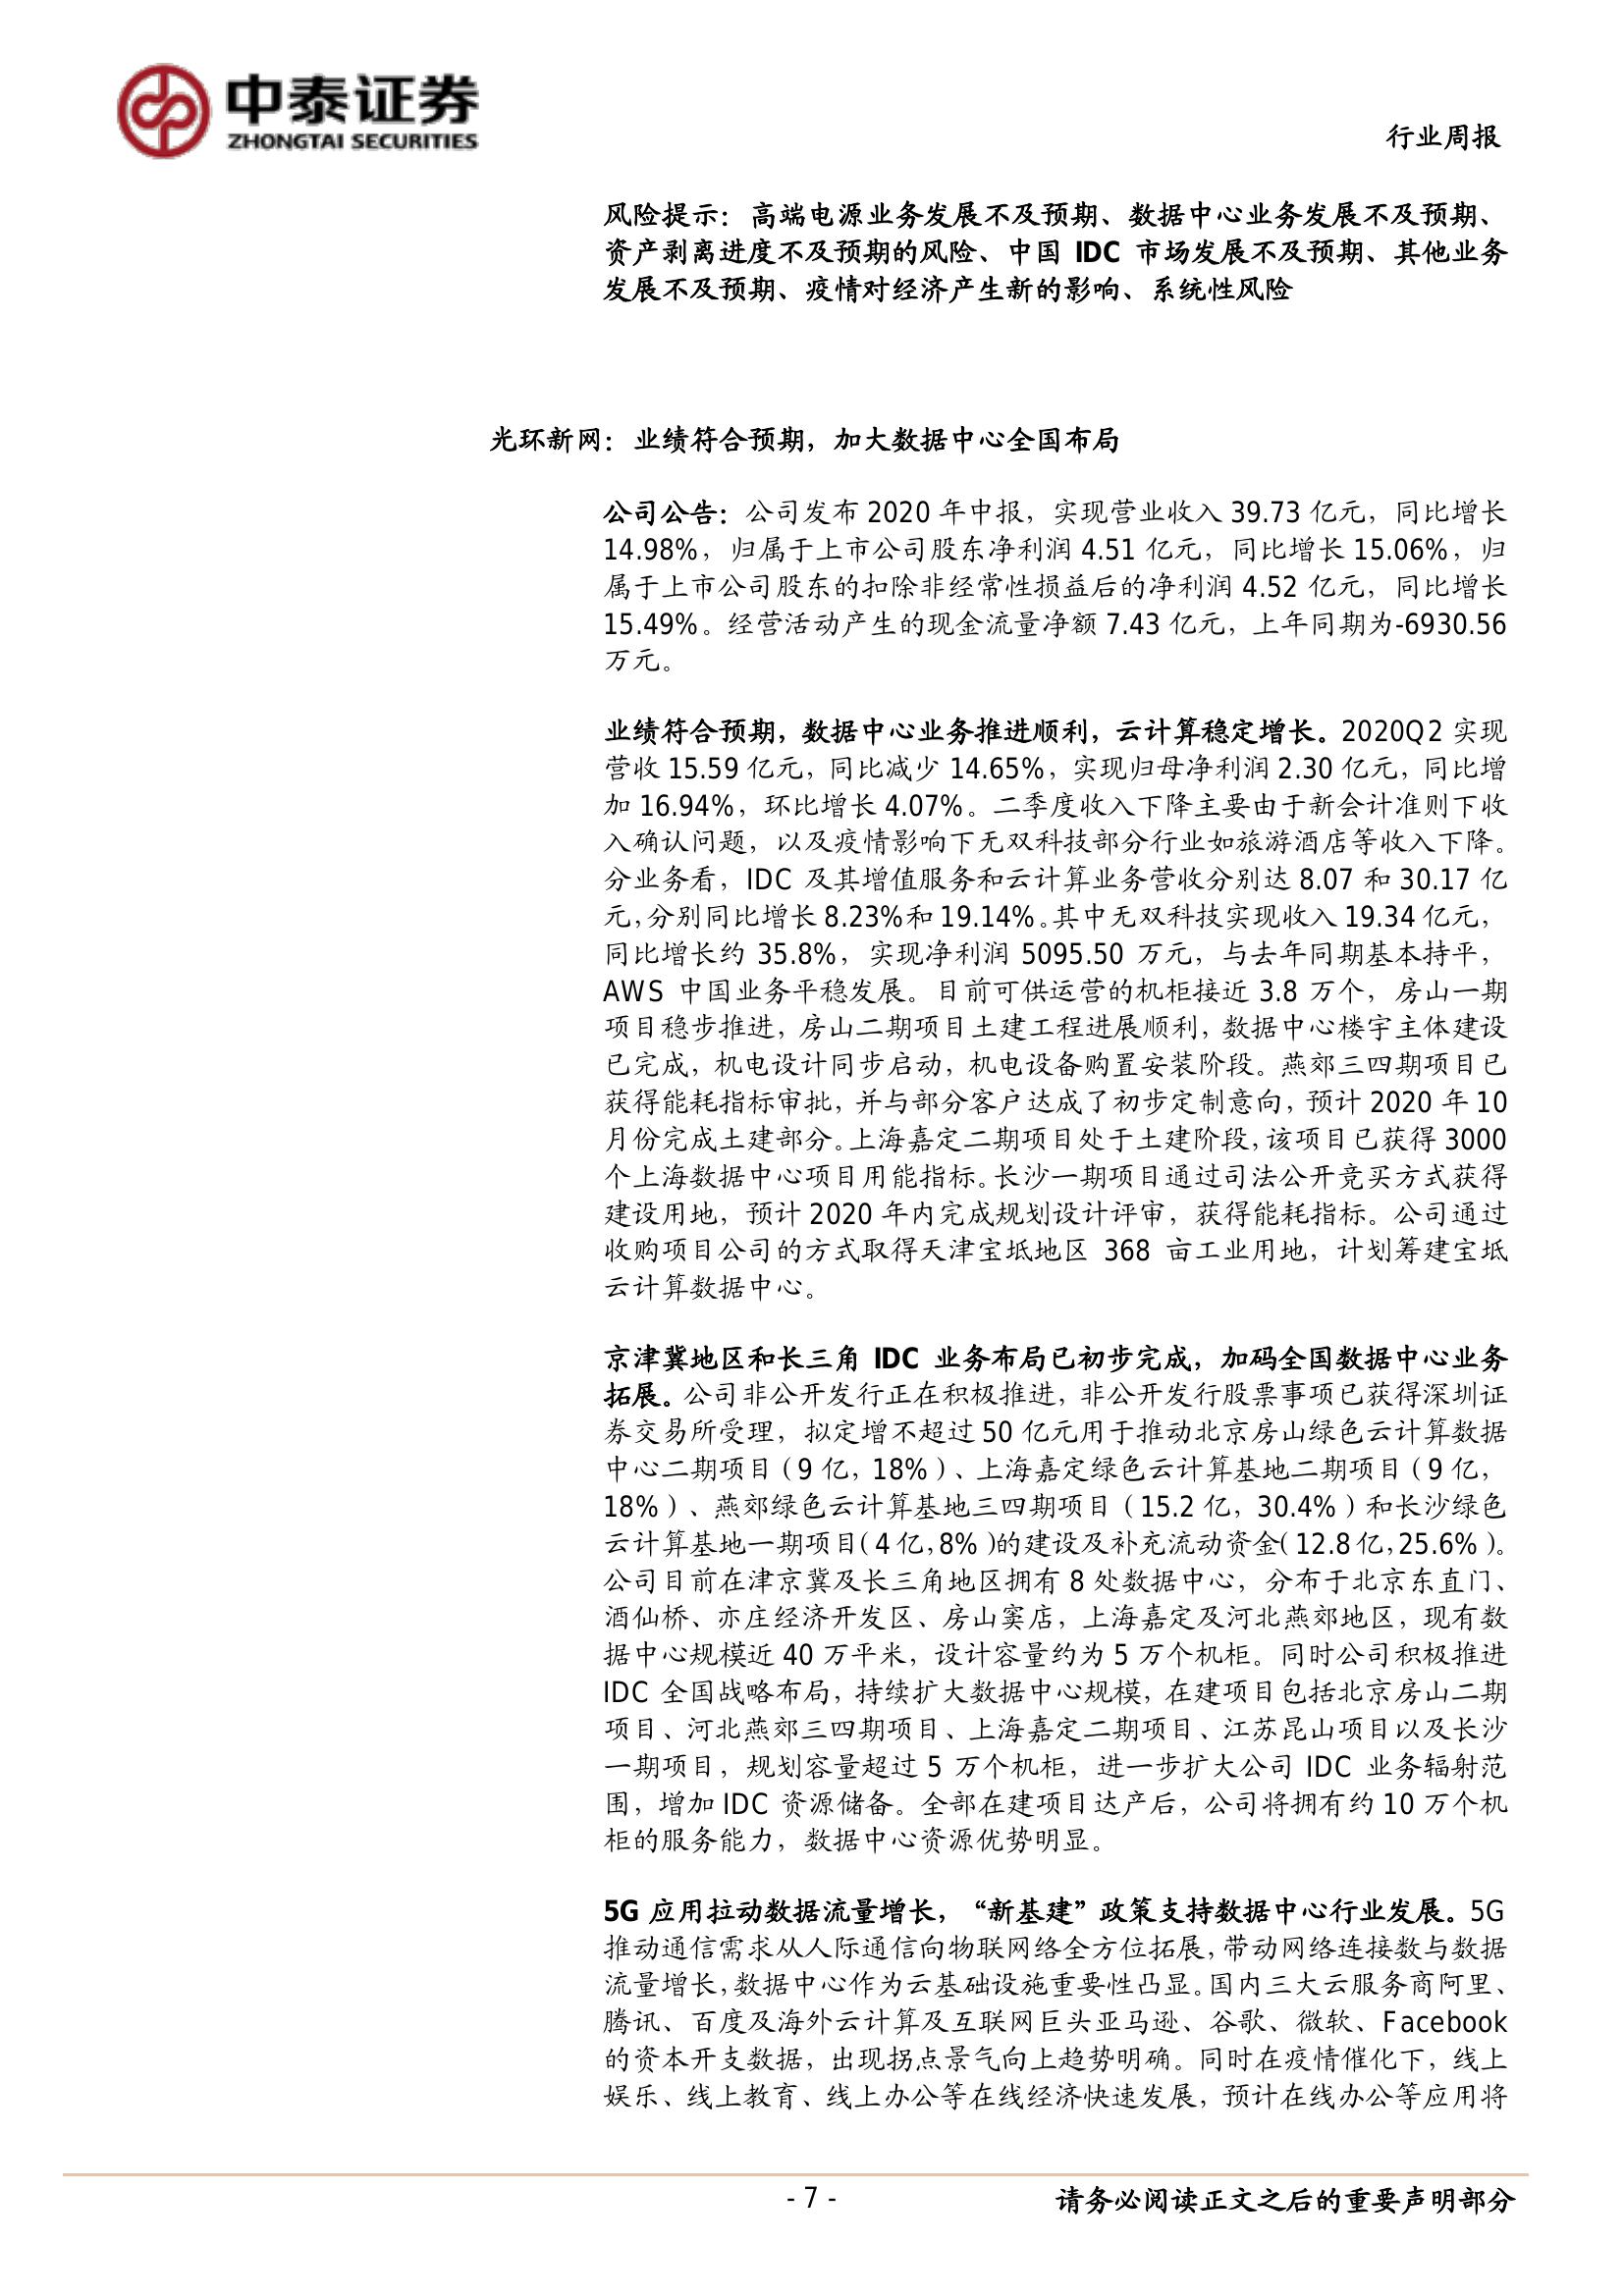 中泰证券
ZHONGTAI SECURITIES
行业周报
风险提示：高端电源业务发展不及预期、数据中心业务发展不及预期、
资产剥离进度不及预期的风险、中国 IDC 市场发展不及预期、其他业务
发展不及预期、疫情对经济产生新的影响、系统性风险
光环新网：业绩符合预期，加大数据中心全国布局
公司公告：公司发布 2020 年中报，实现营业收入 39.73 亿元，同比增长
14.98%，归属于上市公司股东净利润 4.51 亿元，同比增长 15.06%，归
属于上市公司股东的扣除非经常性损益后的净利润 4.52 亿元，同比增长
15.49%。经营活动产生的现金流量净额 7.43 亿元，上年同期为-6930.56
万元。
业绩符合预期，数据中心业务推进顺利，云计算稳定增长。2020Q2 实现
营收 15.59 亿元，同比减少 14.65%，实现归母净利润 2.30 亿元，同比增
加 16.94%，环比增长 4.07%。二季度收入下降主要由于新会计准则下收
入确认问题，以及疫情影响下无双科技部分行业如旅游酒店等收入下降。
分业务看，IDC 及其增值服务和云计算业务营收分别达 8.07 和 30.17 亿
元，分别同比增长 8.23%和 19.14%。其中无双科技实现收入 19.34 亿元，
同比增长约 35.8%，实现净利润 5095.50 万元，与去年同期基本持平，
AWS 中国业务平稳发展。目前可供运营的机柜接近 3.8 万个，房山一期
项目稳步推进，房山二期项目土建工程进展顺利，数据中心楼宇主体建设
已完成，机电设计同步启动，机电设备购置安装阶段。燕郊三四期项目已
获得能耗指标审批，并与部分客户达成了初步定制意向，预计 2020 年 10
月份完成土建部分。上海嘉定二期项目处于土建阶段，该项目已获得 3000
个上海数据中心项目用能指标。长沙一期项目通过司法公开竞买方式获得
建设用地，预计 2020 年内完成规划设计评审，获得能耗指标。公司通过
收购项目公司的方式取得天津宝坻地区 368 亩工业用地，计划筹建宝坻
云计算数据中心。
京津冀地区和长三角 IDC 业务布局已初步完成，加码全国数据中心业务
拓展。公司非公开发行正在积极推进，非公开发行股票事项已获得深圳证
券交易所受理，拟定增不超过 50 亿元用于推动北京房山绿色云计算数据
中心二期项目（9 亿，18%）、上海嘉定绿色云计算基地二期项目（9 亿，
18%）、燕郊绿色云计算基地三四期项目（15.2 亿，30.4%）和长沙绿色
云计算基地一期项目（4 亿，8%）的建设及补充流动资金（12.8 亿，25.6%）。
公司目前在津京冀及长三角地区拥有 8 处数据中心，分布于北京东直门、
酒仙桥、亦庄经济开发区、房山窦店，上海嘉定及河北燕郊地区，现有数
据中心规模近 40 万平米，设计容量约为 5 万个机柜。同时公司积极推进
IDC 全国战略布局，持续扩大数据中心规模，在建项目包括北京房山二期
项目、河北燕郊三四期项目、上海嘉定二期项目、江苏昆山项目以及长沙
一期项目，规划容量超过 5 万个机柜，进一步扩大公司 IDC 业务辐射范
围，增加 IDC 资源储备。全部在建项目达产后，公司将拥有约 10 万个机
柜的服务能力，数据中心资源优势明显。
5G 应用拉动数据流量增长，“新基建”政策支持数据中心行业发展。5G
推动通信需求从人际通信向物联网络全方位拓展，带动网络连接数与数据
流量增长，数据中心作为云基础设施重要性凸显。国内三大云服务商阿里、
腾讯、百度及海外云计算及互联网巨头亚马逊、谷歌、微软、Facebook
的资本开支数据，出现拐点景气向上趋势明确。同时在疫情催化下，线上
娱乐、线上教育、线上办公等在线经济快速发展，预计在线办公等应用将
- 7 -
请务必阅读正文之后的重要声明部分